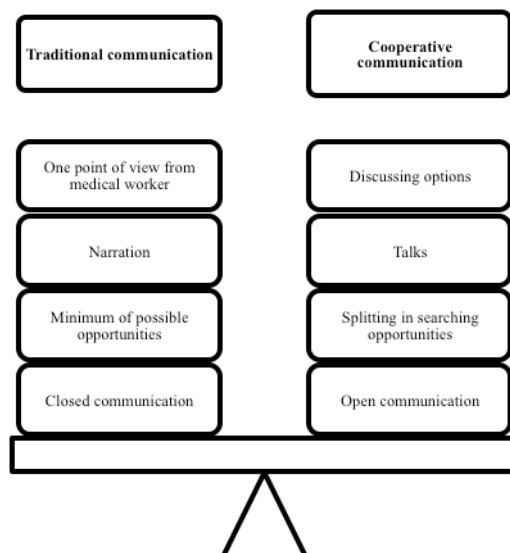 Traditional communication
Cooperative
communication
One point of view from
medical worker
Discussing options
Narration
Talks
Minimum of possible
opportunities
Splitting in searching
opportunities
Closed communication
Open communication